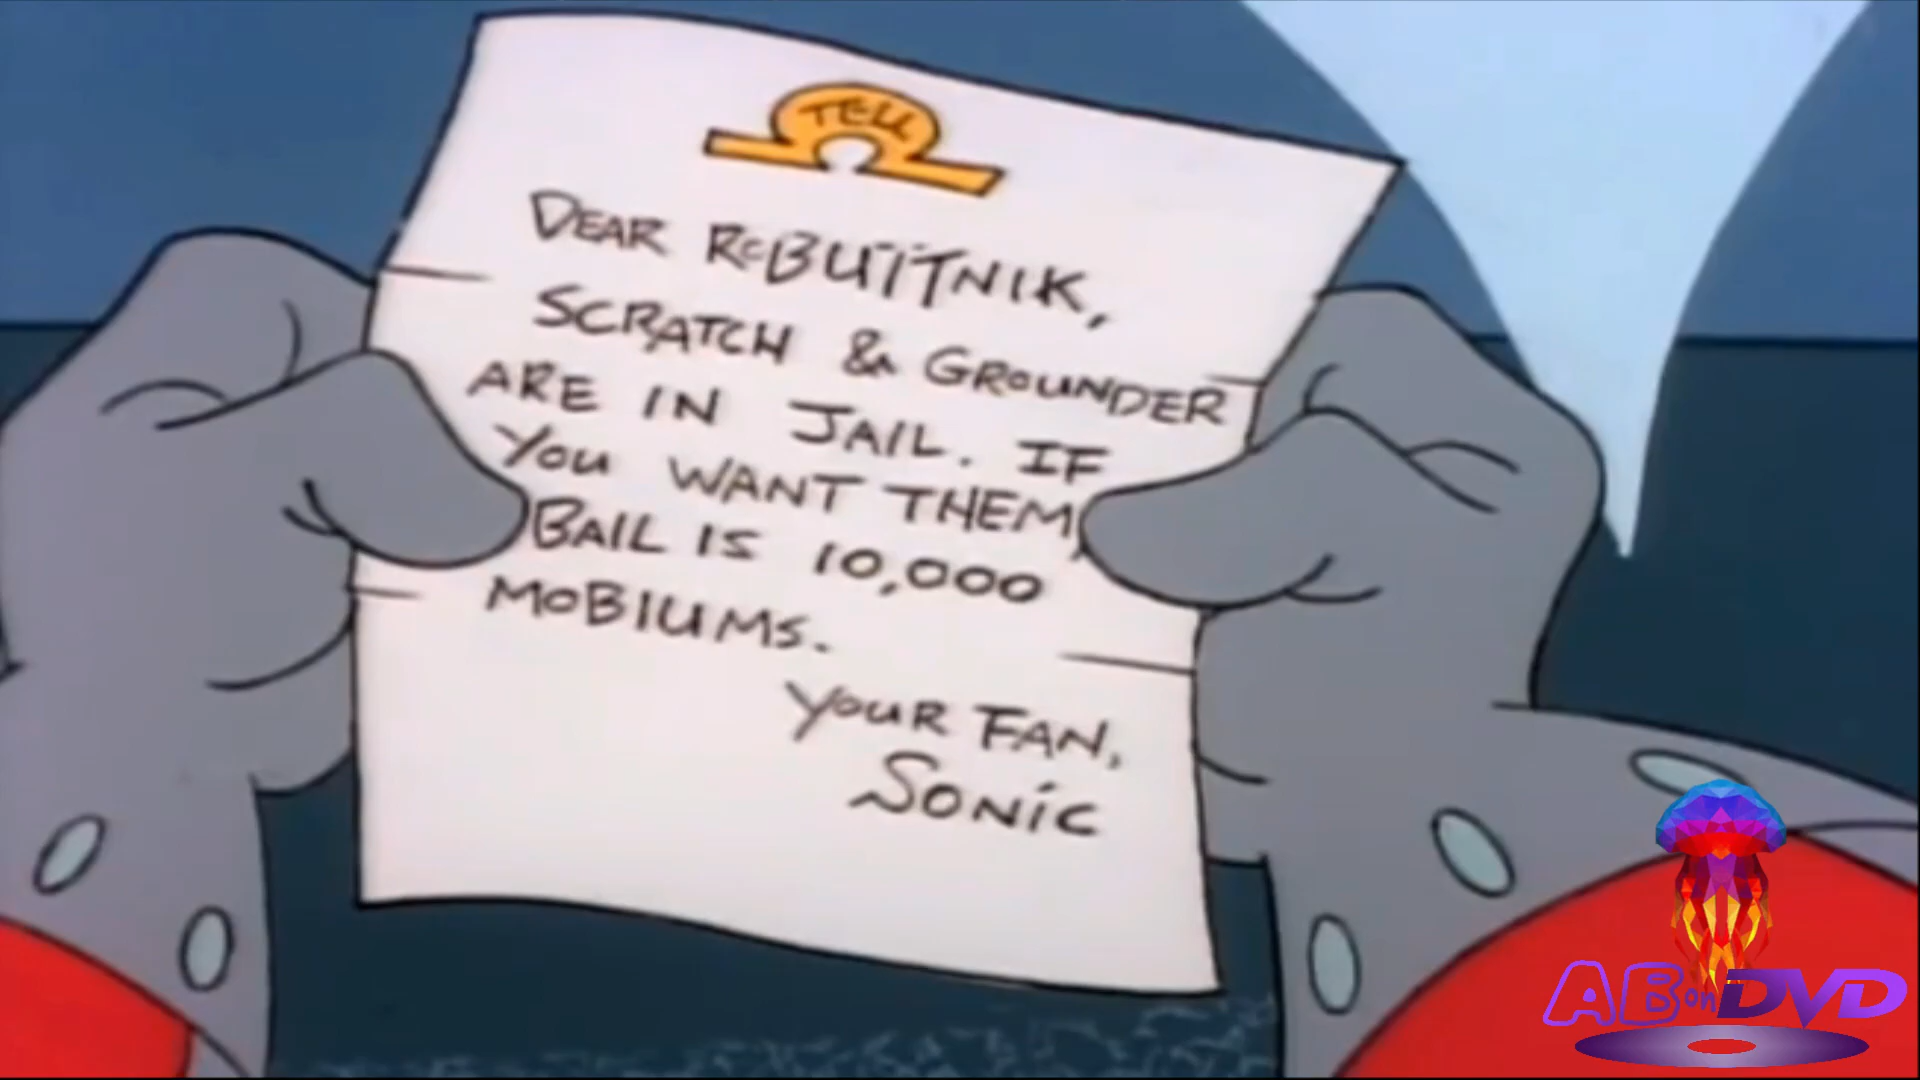 TELL
DEAR ROBUTTNIK,
SCRATCH & GROUNDER
ARE IN JAIL. IF
YOU WANT THEM,
BAIL IS 10,000
MOBIUMS.
YOUR FAN,
SONIC
AB on DVD